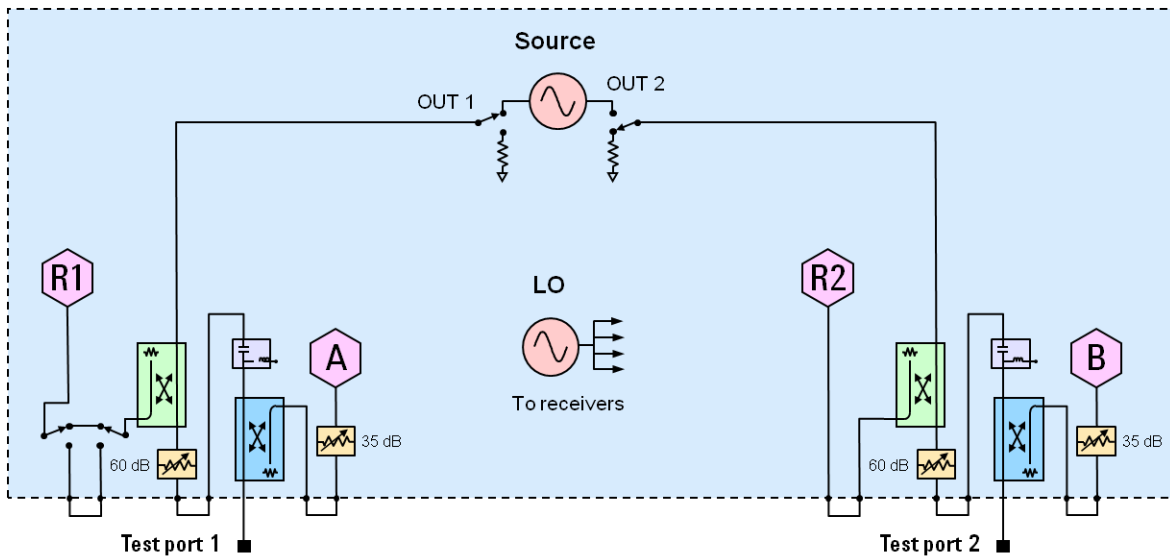 Source
OUT 1
OUT 2
R1
LO
R2
A
B
To receivers
60 dB
35 dB
60 dB
35 dB
Test port 1
Test port 2